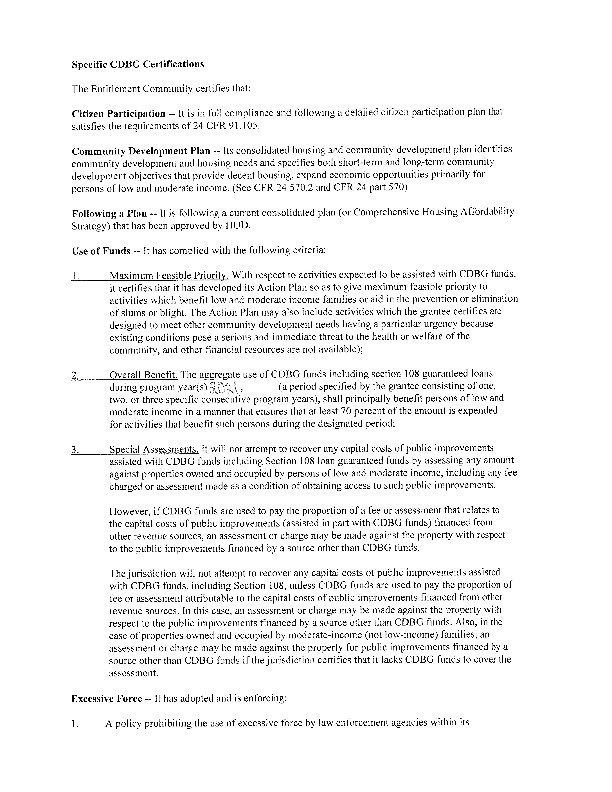 Specific CDBG Certifications
The Entitlement Community certifies that:
Citizen Participation -- It is in full compliance and following a detailed citizen participation plan that
satisfies the requirements of 24 CFR 91.105.
Community Development Plan -- Its consolidated housing and community development plan identifies
community development and housing needs and specifies both short-term and long-term community
development objectives that provide decent housing, expand economic opportunities primarily for
persons of low and moderate income. (See CFR 24 570.2 and CFR 24 part 570)
Following a Plan -- It is following a current consolidated plan (or Comprehensive Housing Affordability
Strategy) that has been approved by HUD.
Use of Funds -- It has complied with the following criteria:
1. Maximum Feasible Priority. With respect to activities expected to be assisted with CDBG funds,
it certifies that it has developed its Action Plan so as to give maximum feasible priority to
activities which benefit low and moderate income families or aid in the prevention or elimination
of slums or blight. The Action Plan may also include activities which the grantee certifies are
designed to meet other community development needs having a particular urgency because
existing conditions pose a serious and immediate threat to the health or welfare of the
community, and other financial resources are not available);
2. Overall Benefit. The aggregate use of CDBG funds including section 108 guaranteed loans
during program year(s) , (a period specified by the grantee consisting of one,
two, or three specific consecutive program years), shall principally benefit persons of low and
moderate income in a manner that ensures that at least 70 percent of the amount is expended
for activities that benefit such persons during the designated period;
3. Special Assessments. It will not attempt to recover any capital costs of public improvements
assisted with CDBG funds including Section 108 loan guaranteed funds by assessing any amount
against properties owned and occupied by persons of low and moderate income, including any fee
charged or assessment made as a condition of obtaining access to such public improvements.
However, if CDBG funds are used to pay the proportion of a fee or assessment that relates to
the capital costs of public improvements (assisted in part with CDBG funds) financed from
other revenue sources, an assessment or charge may be made against the property with respect
to the public improvements financed by a source other than CDBG funds.
The jurisdiction will not attempt to recover any capital costs of public improvements assisted
with CDBG funds, including Section 108, unless CDBG funds are used to pay the proportion of
fee or assessment attributable to the capital costs of public improvements financed from other
revenue sources. In this case, an assessment or charge may be made against the property with
respect to the public improvements financed by a source other than CDBG funds. Also, in the
case of properties owned and occupied by moderate-income (not low-income) families, an
assessment or charge may be made against the property for public improvements financed by a
source other than CDBG funds if the jurisdiction certifies that it lacks CDBG funds to cover the
assessment.
Excessive Force -- It has adopted and is enforcing:
1. A policy prohibiting the use of excessive force by law enforcement agencies within its